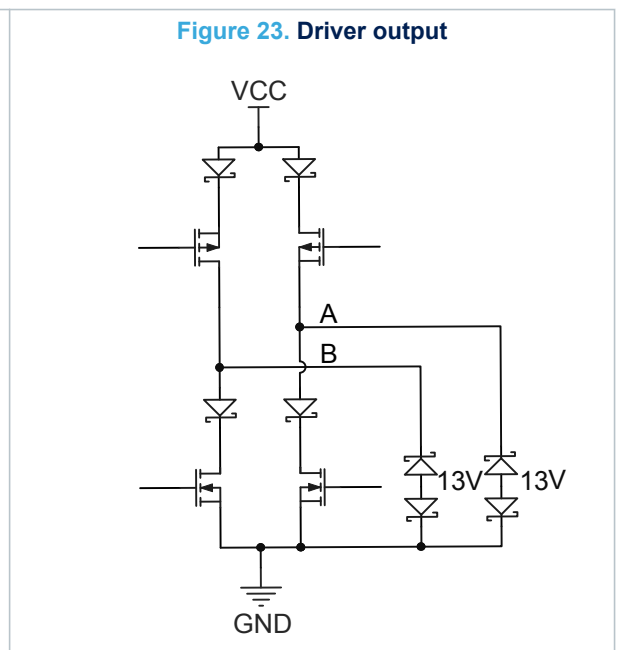 Figure 23. Driver output
VCC
A
B
13V 13V
GND